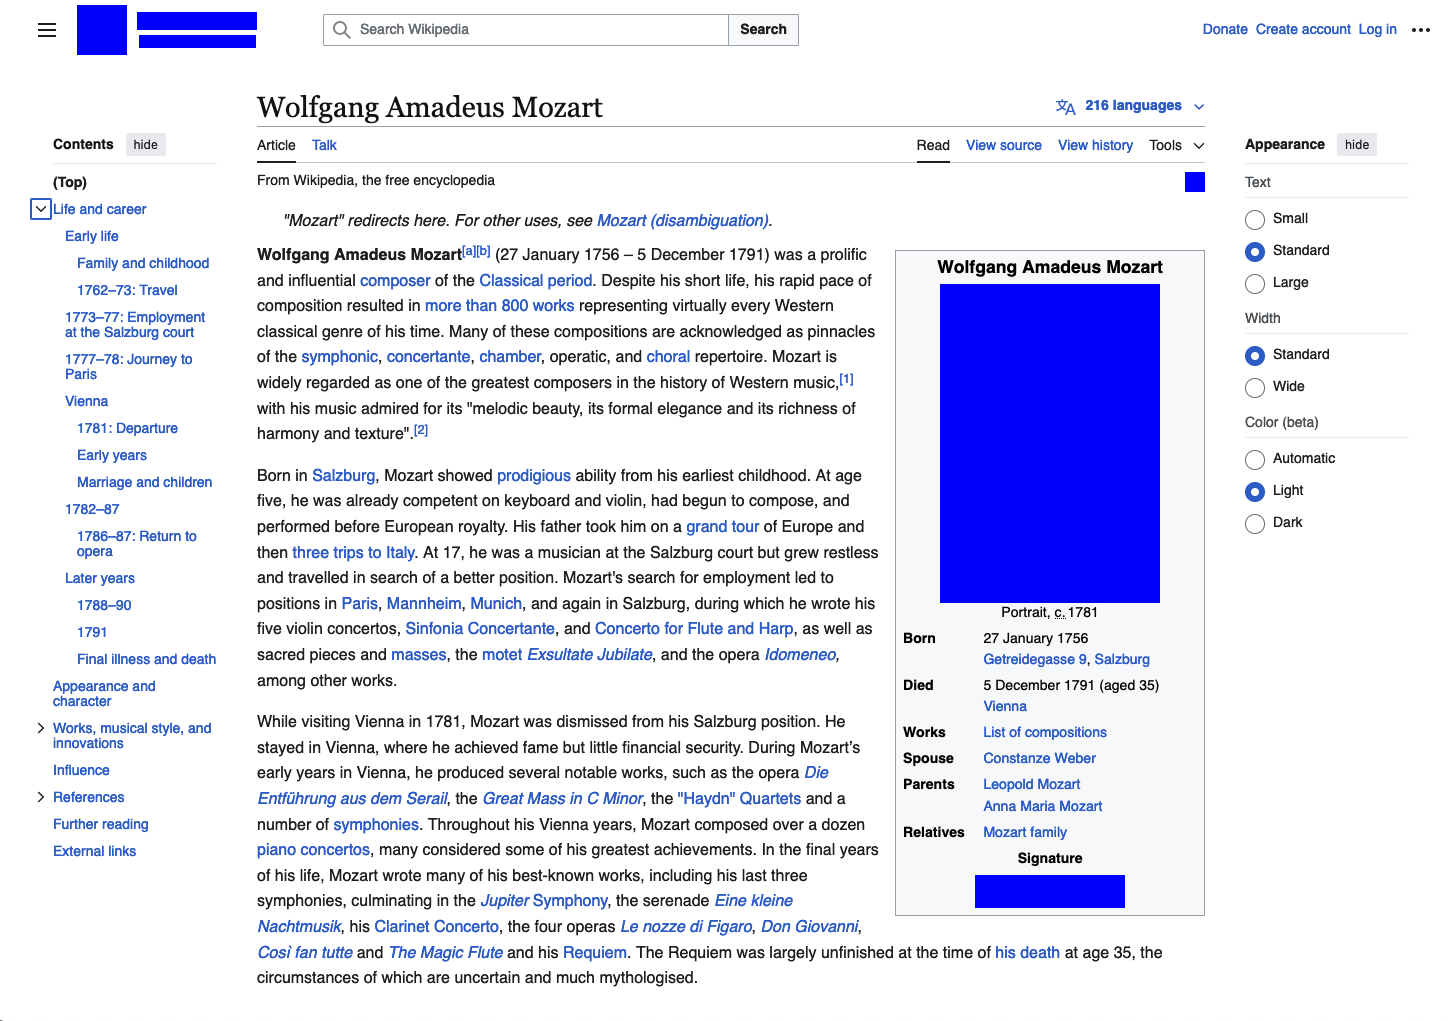 Search Wikipedia
Search
Donate Create account Log in
Wolfgang Amadeus Mozart
216 languages
Contents hide
(Top)
Life and career
Early life
Family and childhood
1762–73: Travel
1773–77: Employment
at the Salzburg court
1777–78: Journey to
Paris
Vienna
1781: Departure
Early years
Marriage and children
1782–87
1786–87: Return to
opera
Later years
1788–90
1791
Final illness and death
Appearance and
character
Works, musical style, and
innovations
Influence
References
Further reading
External links
Article Talk
Read View source View history Tools
From Wikipedia, the free encyclopedia
"Mozart" redirects here. For other uses, see Mozart (disambiguation).
Wolfgang Amadeus Mozart[a][b] (27 January 1756 – 5 December 1791) was a prolific
and influential composer of the Classical period. Despite his short life, his rapid pace of
composition resulted in more than 800 works representing virtually every Western
classical genre of his time. Many of these compositions are acknowledged as pinnacles
of the symphonic, concertante, chamber, operatic, and choral repertoire. Mozart is
widely regarded as one of the greatest composers in the history of Western music,[1]
with his music admired for its "melodic beauty, its formal elegance and its richness of
harmony and texture".[2]
Born in Salzburg, Mozart showed prodigious ability from his earliest childhood. At age
five, he was already competent on keyboard and violin, had begun to compose, and
performed before European royalty. His father took him on a grand tour of Europe and
then three trips to Italy. At 17, he was a musician at the Salzburg court but grew restless
and travelled in search of a better position. Mozart's search for employment led to
positions in Paris, Mannheim, Munich, and again in Salzburg, during which he wrote his
five violin concertos, Sinfonia Concertante, and Concerto for Flute and Harp, as well as
sacred pieces and masses, the motet Exsultate Jubilate, and the opera Idomeneo,
among other works.
While visiting Vienna in 1781, Mozart was dismissed from his Salzburg position. He
stayed in Vienna, where he achieved fame but little financial security. During Mozart's
early years in Vienna, he produced several notable works, such as the opera Die
Entführung aus dem Serail, the Great Mass in C Minor, the "Haydn" Quartets and a
number of symphonies. Throughout his Vienna years, Mozart composed over a dozen
piano concertos, many considered some of his greatest achievements. In the final years
of his life, Mozart wrote many of his best-known works, including his last three
symphonies, culminating in the Jupiter Symphony, the serenade Eine kleine
Nachtmusik, his Clarinet Concerto, the four operas Le nozze di Figaro, Don Giovanni,
Così fan tutte and The Magic Flute and his Requiem. The Requiem was largely unfinished at the time of his death at age 35, the
circumstances of which are uncertain and much mythologised.
Wolfgang Amadeus Mozart
Portrait, c. 1781
Born 27 January 1756
Getreidegasse 9, Salzburg
Died 5 December 1791 (aged 35)
Vienna
Works List of compositions
Spouse Constanze Weber
Parents Leopold Mozart
Anna Maria Mozart
Relatives Mozart family
Signature
Appearance hide
Text
Small
Standard
Large
Width
Standard
Wide
Color (beta)
Automatic
Light
Dark